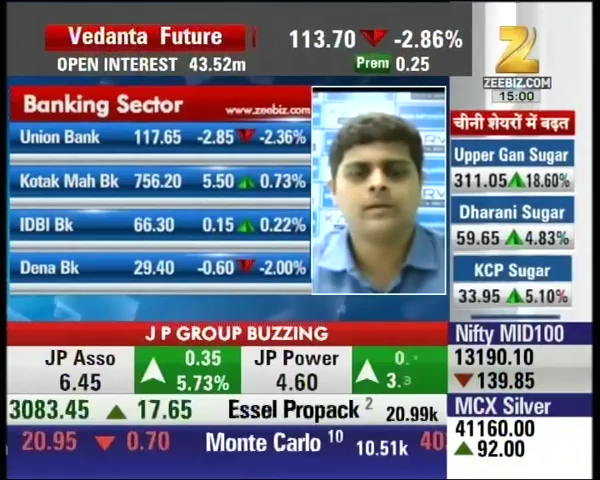 Vedanta Future 113.70 -2.86%
OPEN INTEREST 43.52m Prem 0.25
Z
ZEEBIZ.COM
15:00
Banking Sector www.zeebiz.com
Union Bank 117.65 -2.85 -2.36%
Kotak Mah Bk 756.20 5.50 0.73%
IDBI Bk 66.30 0.15 0.22%
Dena Bk 29.40 -0.60 -2.00%
चीनी शेयरों में बढ़त
Upper Gan Sugar
311.05 18.60%
Dharani Sugar
59.65 4.83%
KCP Sugar
33.95 5.10%
J P GROUP BUZZING
JP Asso 0.35 JP Power
6.45 5.73% 4.60
Nifty MID100
13190.10
139.85
MCX Silver
41160.00
92.00
3083.45 17.65 Essel Propack 2 20.99k
20.95 0.70 Monte Carlo 10 10.51k 40